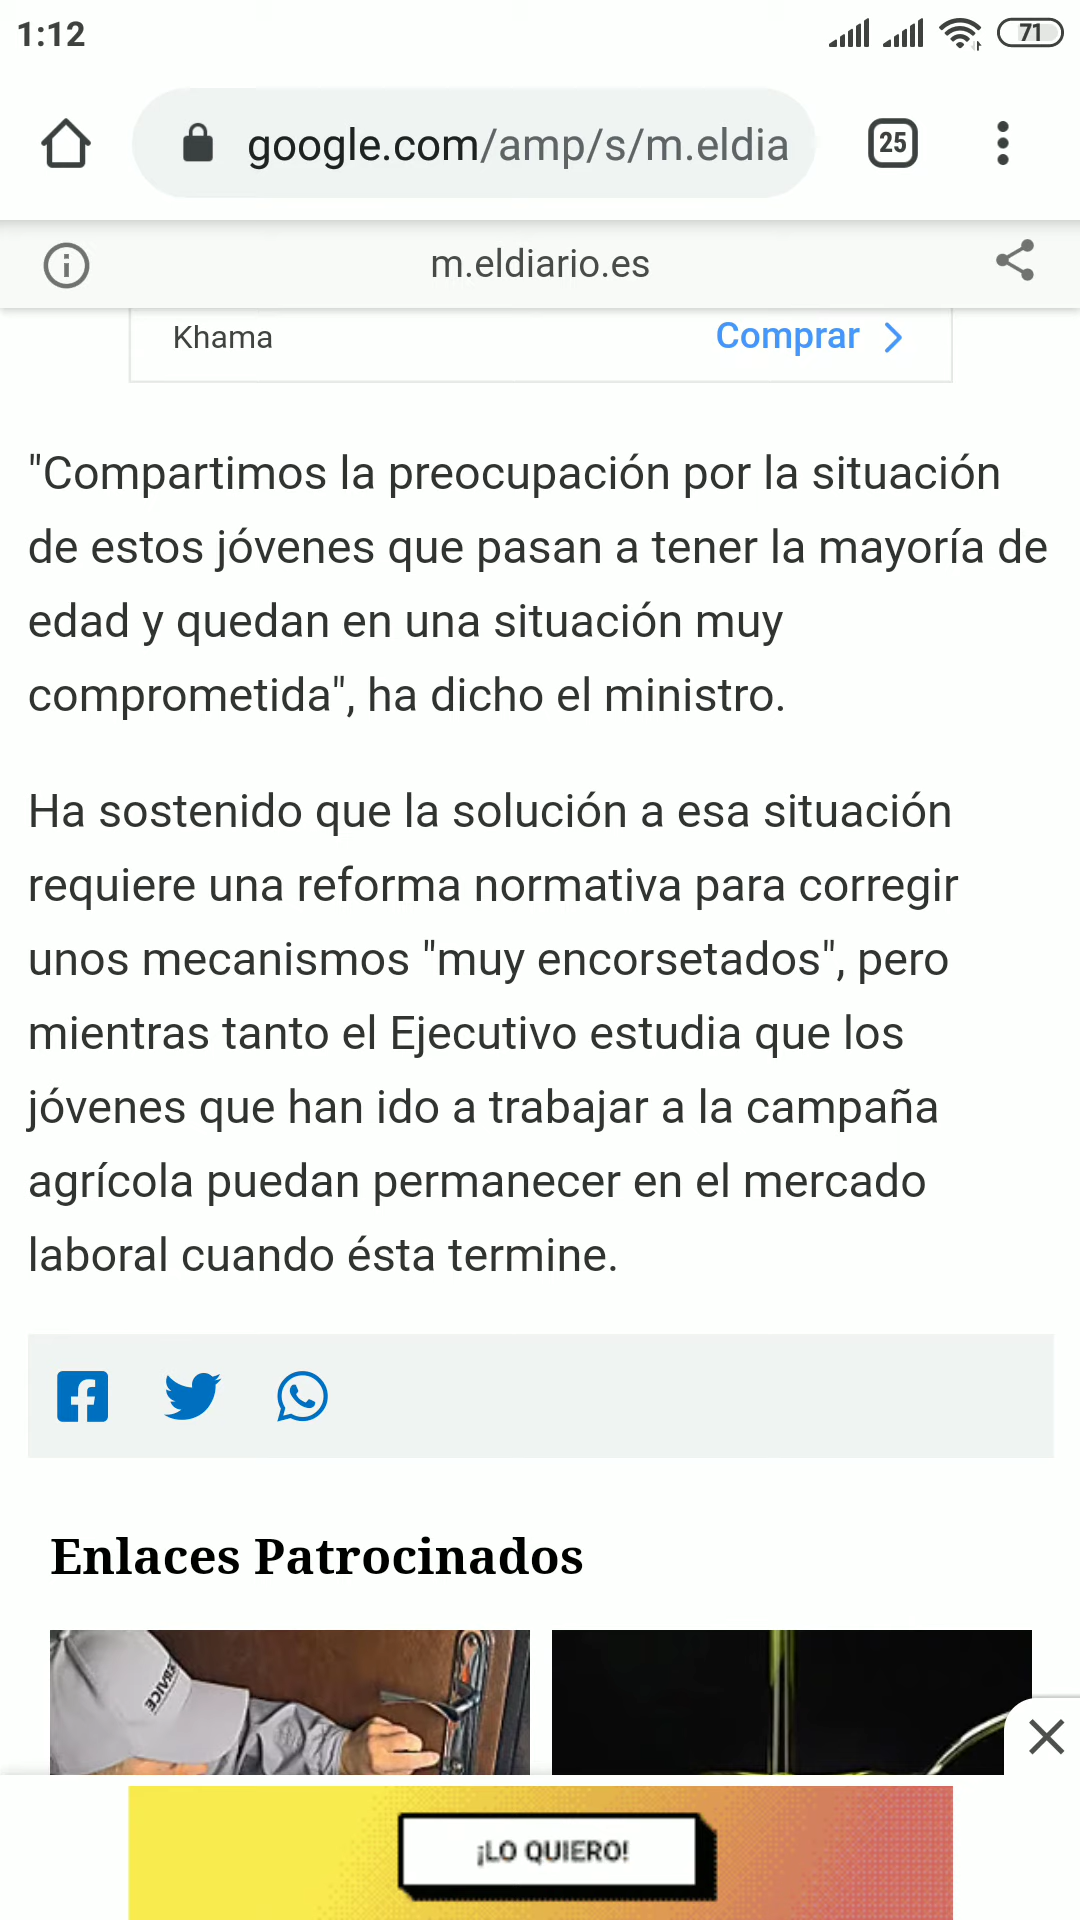 1:12
71
google.com/amp/s/m.eldia
25
m.eldiario.es
Khama
Comprar
"Compartimos la preocupación por la situación
de estos jóvenes que pasan a tener la mayoría de
edad y quedan en una situación muy
comprometida", ha dicho el ministro.
Ha sostenido que la solución a esa situación
requiere una reforma normativa para corregir
unos mecanismos "muy encorsetados", pero
mientras tanto el Ejecutivo estudia que los
jóvenes que han ido a trabajar a la campaña
agrícola puedan permanecer en el mercado
laboral cuando ésta termine.
Enlaces Patrocinados
SERVICE
¡LO QUIERO!